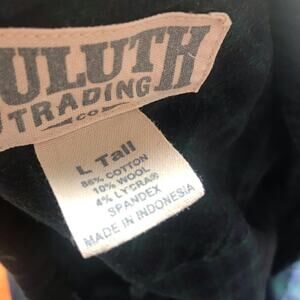 ULUTH
TRADING
CO
L Tall
86% COTTON
10% WOOL
4% LYCRA®
SPANDEX
MADE IN INDONESIA